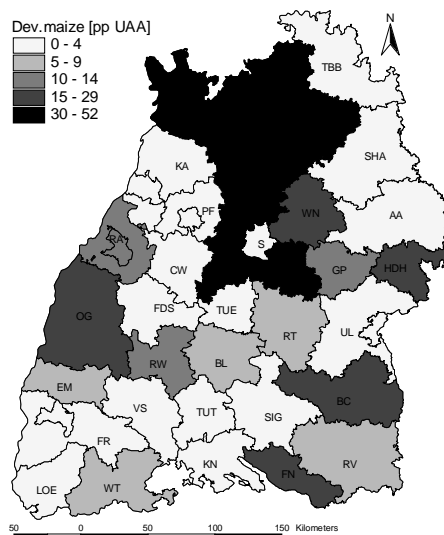 Dev.maize [pp UAA]
0 - 4
5 - 9
10 - 14
15 - 29
30 - 52
N
TBB
SHA
KA
PF
WN
AA
RA
S
CW
GP
HDH
OG
FDS
TUE
RT
UL
RW
BL
EM
BC
VS
TUT
SIG
FR
KN
RV
LOE
WT
FN
50 0 50 100 150 Kilometers